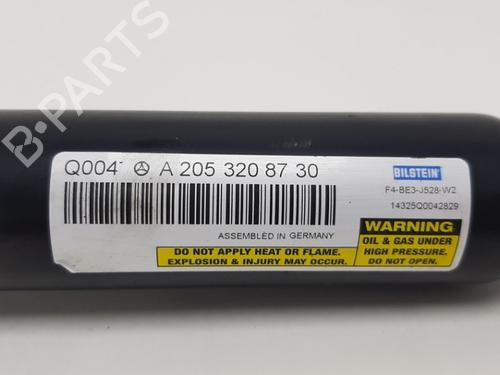 B-PARTS
Q004 A 205 320 87 30
BILSTEIN
F4-BE3-J528-W2
14325Q0042829
ASSEMBLED IN GERMANY
DO NOT APPLY HEAT OR FLAME.
EXPLOSION & INJURY MAY OCCUR.
WARNING
OIL & GAS UNDER
HIGH PRESSURE.
DO NOT OPEN.